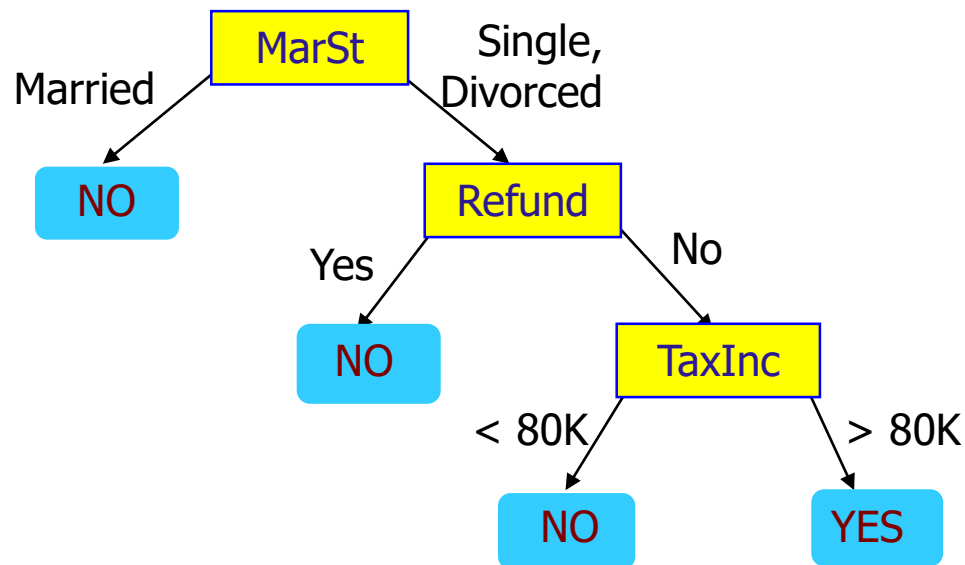 MarSt
Single,
Divorced
Married
NO
Refund
Yes
No
NO
TaxInc
< 80K
> 80K
NO
YES